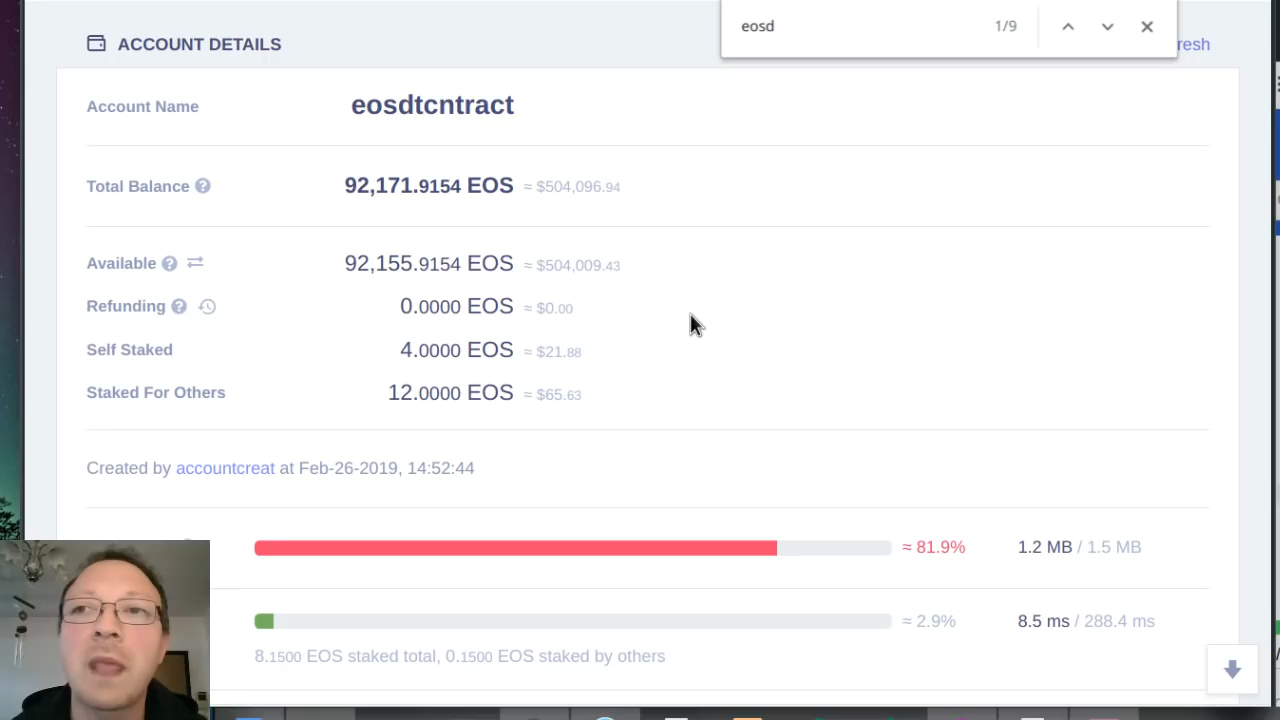 eosd 1/9
ACCOUNT DETAILS resh
Account Name eosdtcntract
Total Balance 92,171.9154 EOS ≈ $504,096.94
Available 92,155.9154 EOS ≈ $504,009.43
Refunding 0.0000 EOS ≈ $0.00
Self Staked 4.0000 EOS ≈ $21.88
Staked For Others 12.0000 EOS ≈ $65.63
Created by accountcreat at Feb-26-2019, 14:52:44
≈ 81.9% 1.2 MB / 1.5 MB
≈ 2.9% 8.5 ms / 288.4 ms
8.1500 EOS staked total, 0.1500 EOS staked by others